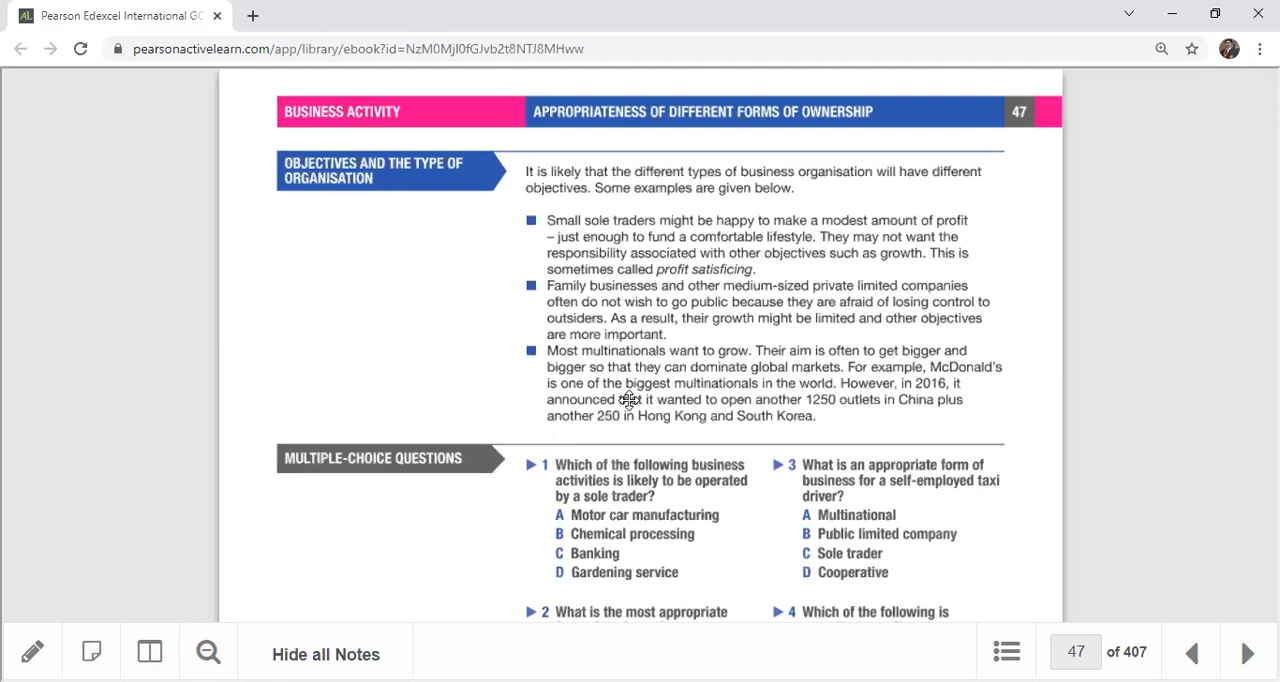 Pearson Edexcel International GC
pearsonactivelearn.com/app/library/ebook?id=NzM0MjI0fGJvb2t8NTJ8MHww
BUSINESS ACTIVITY
APPROPRIATENESS OF DIFFERENT FORMS OF OWNERSHIP
47
OBJECTIVES AND THE TYPE OF
ORGANISATION
It is likely that the different types of business organisation will have different
objectives. Some examples are given below.
Small sole traders might be happy to make a modest amount of profit
– just enough to fund a comfortable lifestyle. They may not want the
responsibility associated with other objectives such as growth. This is
sometimes called profit satisficing.
Family businesses and other medium-sized private limited companies
often do not wish to go public because they are afraid of losing control to
outsiders. As a result, their growth might be limited and other objectives
are more important.
Most multinationals want to grow. Their aim is often to get bigger and
bigger so that they can dominate global markets. For example, McDonald's
is one of the biggest multinationals in the world. However, in 2016, it
announced that it wanted to open another 1250 outlets in China plus
another 250 in Hong Kong and South Korea.
MULTIPLE-CHOICE QUESTIONS
1 Which of the following business
activities is likely to be operated
by a sole trader?
A Motor car manufacturing
B Chemical processing
C Banking
D Gardening service
2 What is the most appropriate
3 What is an appropriate form of
business for a self-employed taxi
driver?
A Multinational
B Public limited company
C Sole trader
D Cooperative
4 Which of the following is
Hide all Notes
47 of 407